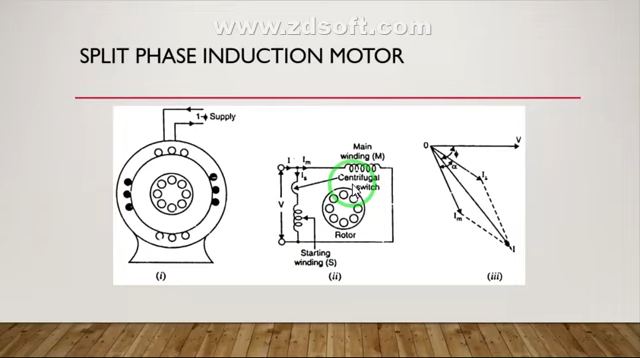 www.zdsoft.com
SPLIT PHASE INDUCTION MOTOR
1-ϕ Supply
I
Im
Main
winding (M)
Is
Centrifugal
switch
V
Rotor
Starting
winding (S)
O
V
ϕ
α
Is
Im
I
(i)
(ii)
(iii)